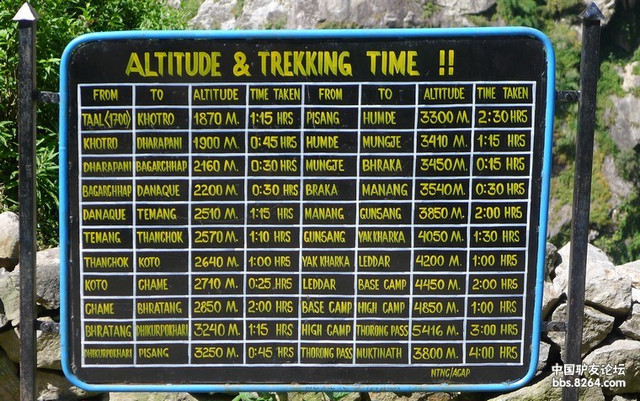 ALTITUDE & TREKKING TIME !!
FROM TO ALTITUDE TIME TAKEN FROM TO ALTITUDE TIME TAKEN
TAAL(1700) KHOTRO 1870 M. 1:15 HRS PISANG HUMDE 3300 M. 2:30 HRS
KHOTRO DHARAPANI 1900 M. 0:45 HRS HUMDE MUNGJE 3410 M. 1:15 HRS
DHARAPANI BAGARCHHAP 2160 M. 0:30 HRS MUNGJE BHRAKA 3450 M. 0:15 HRS
BAGARCHHAP DANAQUE 2200 M. 0:30 HRS BRAKA MANANG 3540 M. 0:30 HRS
DANAQUE TEMANG 2510 M. 1:15 HRS MANANG GUNSANG 3850 M. 2:00 HRS
TEMANG THANCHOK 2570 M. 1:10 HRS GUNSANG YAK KHARKA 4050 M. 1:30 HRS
THANCHOK KOTO 2640 M. 1:00 HRS YAK KHARKA LEDDAR 4200 M. 1:00 HRS
KOTO CHAME 2710 M. 0:25 HRS LEDDAR BASE CAMP 4450 M. 2:00 HRS
CHAME BHRATANG 2850 M. 2:00 HRS BASE CAMP HIGH CAMP 4850 M. 1:00 HRS
BHRATANG DHIKURPOKHARI 3240 M. 1:15 HRS HIGH CAMP THORONG PASS 5416 M. 3:00 HRS
DHIKURPOKHARI PISANG 3250 M. 0:45 HRS THORONG PASS MUKTINATH 3800 M. 4:00 HRS
NTNG/AGAP
中国驴友论坛
bbs.8264.com